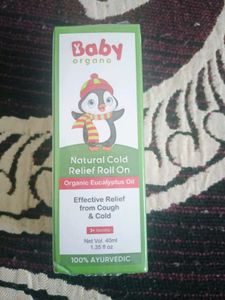 Baby
organo
Natural Cold
Relief Roll On
Organic Eucalyptus Oil
Effective Relief
from Cough
& Cold
Net Vol. 40ml
1.35 fl oz
100% AYURVEDIC